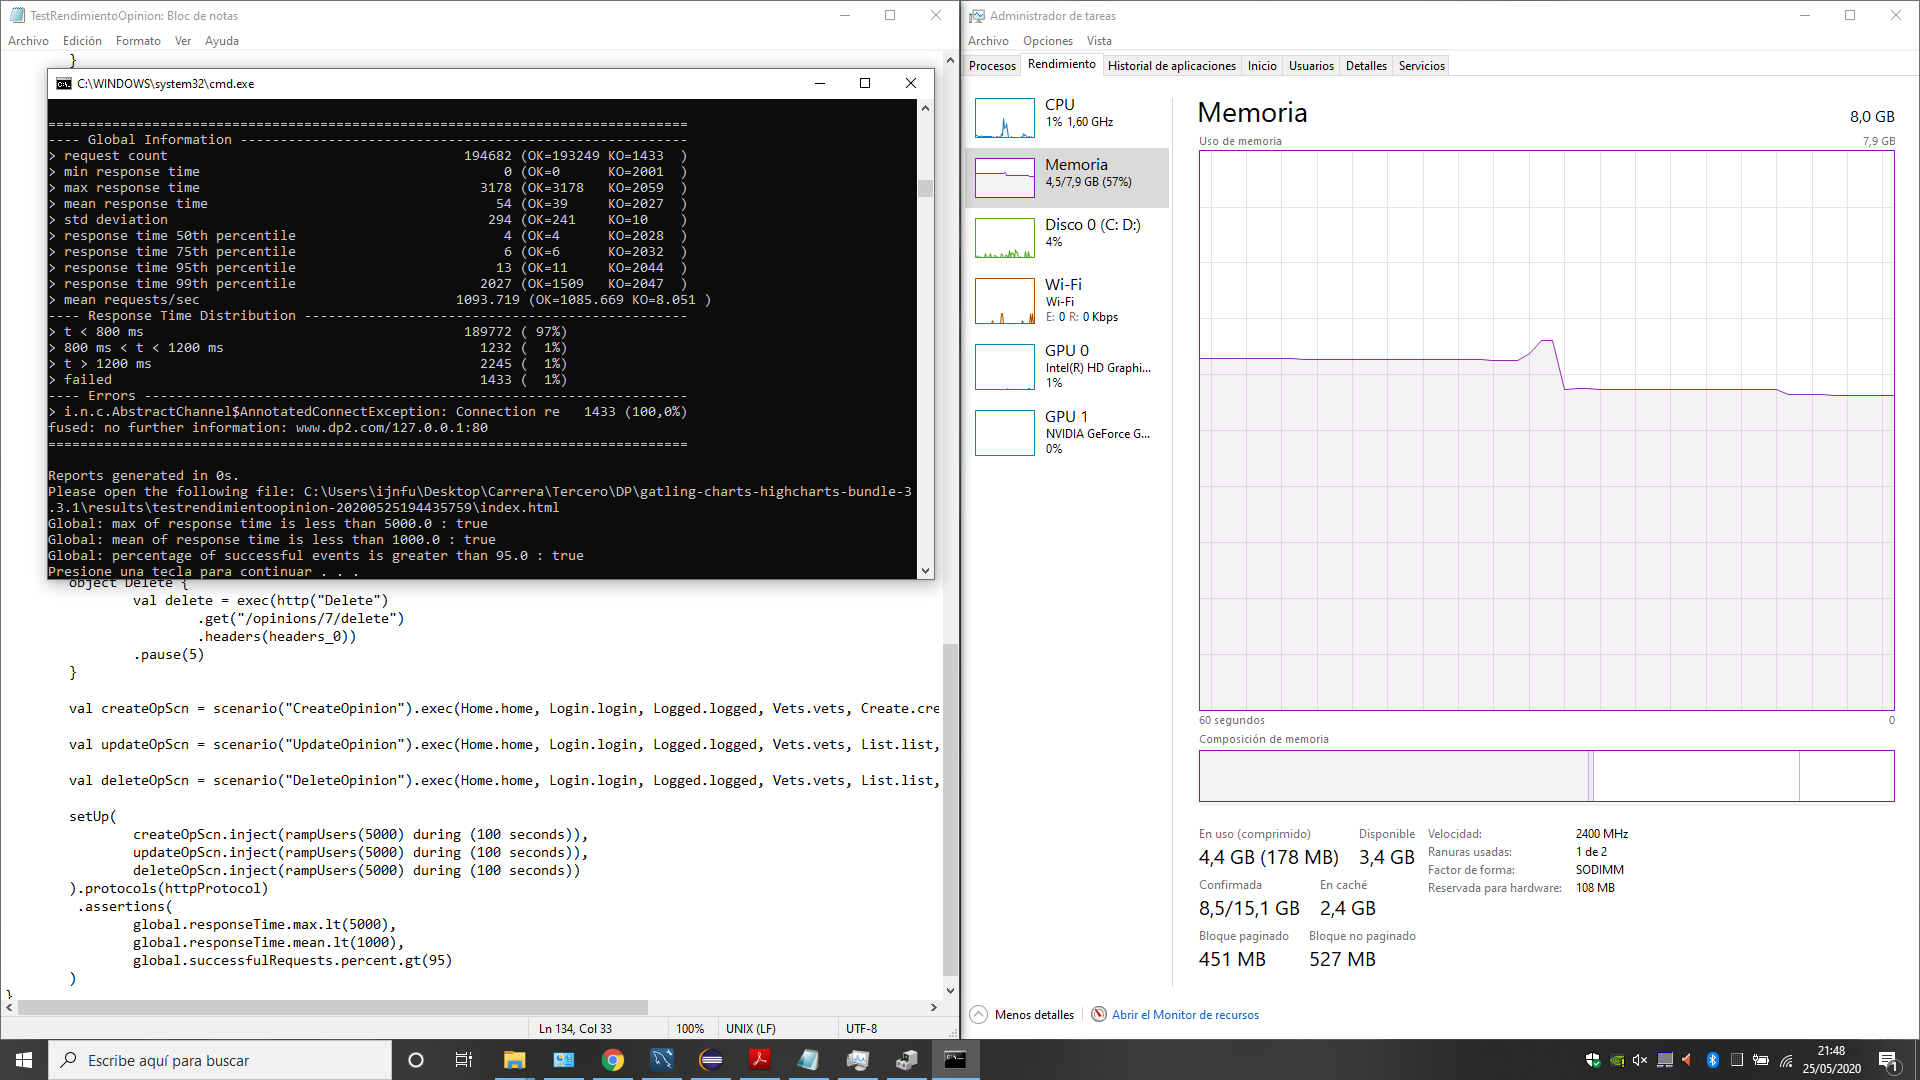 TestRendimientoOpinion: Bloc de notas
Archivo Edición Formato Ver Ayuda
}
C:\WINDOWS\system32\cmd.exe
================================================================================
---- Global Information --------------------------------------------------------
> request count                                     194682 (OK=193249 KO=1433  )
> min response time                                      0 (OK=0      KO=2001  )
> max response time                                   3178 (OK=3178   KO=2059  )
> mean response time                                    54 (OK=39     KO=2027  )
> std deviation                                        294 (OK=241    KO=10    )
> response time 50th percentile                          4 (OK=4      KO=2028  )
> response time 75th percentile                          6 (OK=6      KO=2032  )
> response time 95th percentile                         13 (OK=11     KO=2044  )
> response time 99th percentile                       2027 (OK=1509   KO=2047  )
> mean requests/sec                                1093.719 (OK=1085.669 KO=8.051 )
---- Response Time Distribution ------------------------------------------------
> t < 800 ms                                        189772 ( 97%)
> 800 ms < t < 1200 ms                                1232 (  1%)
> t > 1200 ms                                         2245 (  1%)
> failed                                              1433 (  1%)
---- Errors --------------------------------------------------------------------
> i.n.c.AbstractChannel$AnnotatedConnectException: Connection re   1433 (100,0%)
fused: no further information: www.dp2.com/127.0.0.1:80
================================================================================
Reports generated in 0s.
Please open the following file: C:\Users\ijnfu\Desktop\Carrera\Tercero\DP\gatling-charts-highcharts-bundle-3
.3.1\results\testrendimientoopinion-20200525194435759\index.html
Global: max of response time is less than 5000.0 : true
Global: mean of response time is less than 1000.0 : true
Global: percentage of successful events is greater than 95.0 : true
Presione una tecla para continuar . . .
object Delete {
val delete = exec(http("Delete")
.get("/opinions/7/delete")
.headers(headers_0))
.pause(5)
}
val createOpScn = scenario("CreateOpinion").exec(Home.home, Login.login, Logged.logged, Vets.vets, Create.cre
val updateOpScn = scenario("UpdateOpinion").exec(Home.home, Login.login, Logged.logged, Vets.vets, List.list,
val deleteOpScn = scenario("DeleteOpinion").exec(Home.home, Login.login, Logged.logged, Vets.vets, List.list,
setUp(
createOpScn.inject(rampUsers(5000) during (100 seconds)),
updateOpScn.inject(rampUsers(5000) during (100 seconds)),
deleteOpScn.inject(rampUsers(5000) during (100 seconds))
).protocols(httpProtocol)
.assertions(
global.responseTime.max.lt(5000),
global.responseTime.mean.lt(1000),
global.successfulRequests.percent.gt(95)
)
}
Ln 134, Col 33 100% UNIX (LF) UTF-8
Administrador de tareas
Archivo Opciones Vista
Procesos Rendimiento Historial de aplicaciones Inicio Usuarios Detalles Servicios
CPU
1% 1,60 GHz
Memoria
4,5/7,9 GB (57%)
Disco 0 (C: D:)
4%
Wi-Fi
Wi-Fi
E: 0 R: 0 Kbps
GPU 0
Intel(R) HD Graphi...
1%
GPU 1
NVIDIA GeForce G...
0%
Memoria 8,0 GB
Uso de memoria 7,9 GB
60 segundos 0
Composición de memoria
En uso (comprimido) Disponible
4,4 GB (178 MB) 3,4 GB
Confirmada En caché
8,5/15,1 GB 2,4 GB
Bloque paginado Bloque no paginado
451 MB 527 MB
Velocidad: 2400 MHz
Ranuras usadas: 1 de 2
Factor de forma: SODIMM
Reservada para hardware: 108 MB
Menos detalles Abrir el Monitor de recursos
Escribe aquí para buscar
21:48
25/05/2020
1